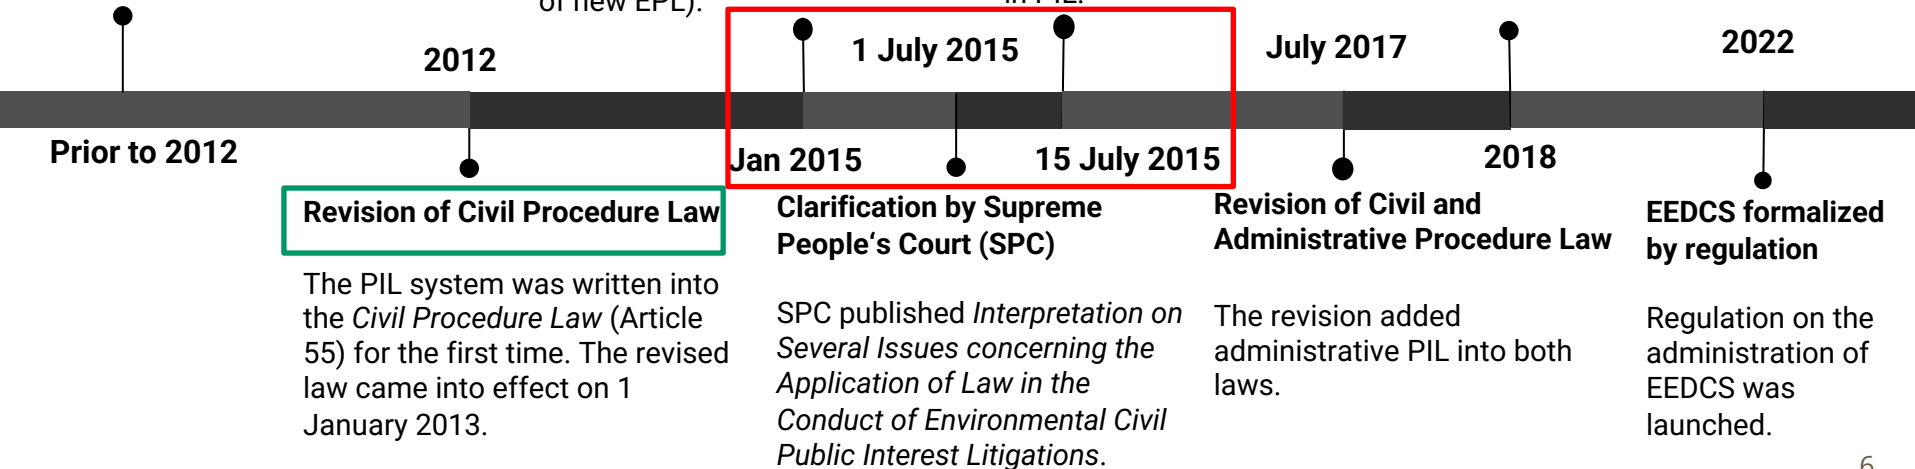 of new EPL).
in PIL.
2012
1 July 2015
July 2017
2022
Prior to 2012
Jan 2015
15 July 2015
2018
Revision of Civil Procedure Law
The PIL system was written into
the Civil Procedure Law (Article
55) for the first time. The revised
law came into effect on 1
January 2013.
Clarification by Supreme
People‘s Court (SPC)
SPC published Interpretation on
Several Issues concerning the
Application of Law in the
Conduct of Environmental Civil
Public Interest Litigations.
Revision of Civil and
Administrative Procedure Law
The revision added
administrative PIL into both
laws.
EEDCS formalized
by regulation
Regulation on the
administration of
EEDCS was
launched.
6